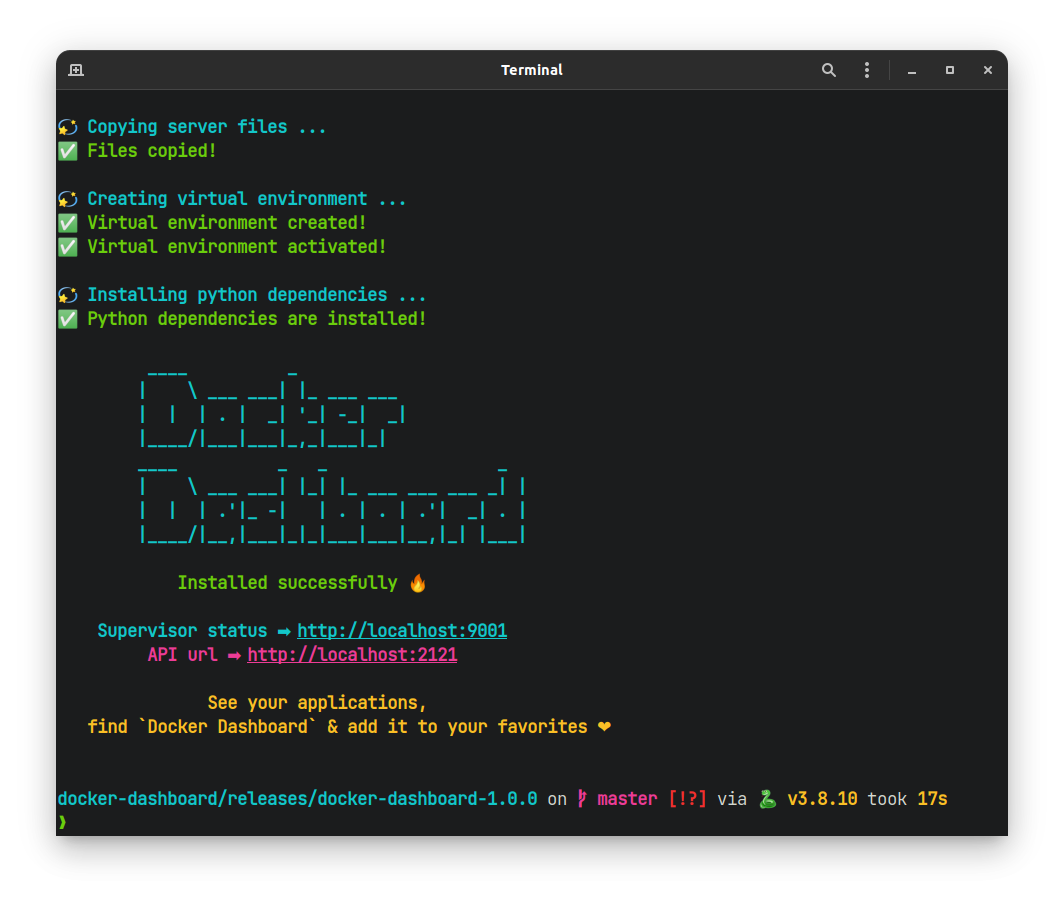 Terminal
💫 Copying server files ...
✅ Files copied!
💫 Creating virtual environment ...
✅ Virtual environment created!
✅ Virtual environment activated!
💫 Installing python dependencies ...
✅ Python dependencies are installed!
Docker
Dashboard
Installed successfully 🔥
Supervisor status ➡ http://localhost:9001
API url ➡ http://localhost:2121
See your applications,
find `Docker Dashboard` & add it to your favorites ❤
docker-dashboard/releases/docker-dashboard-1.0.0 on master [!?] via 🐍 v3.8.10 took 17s
❱